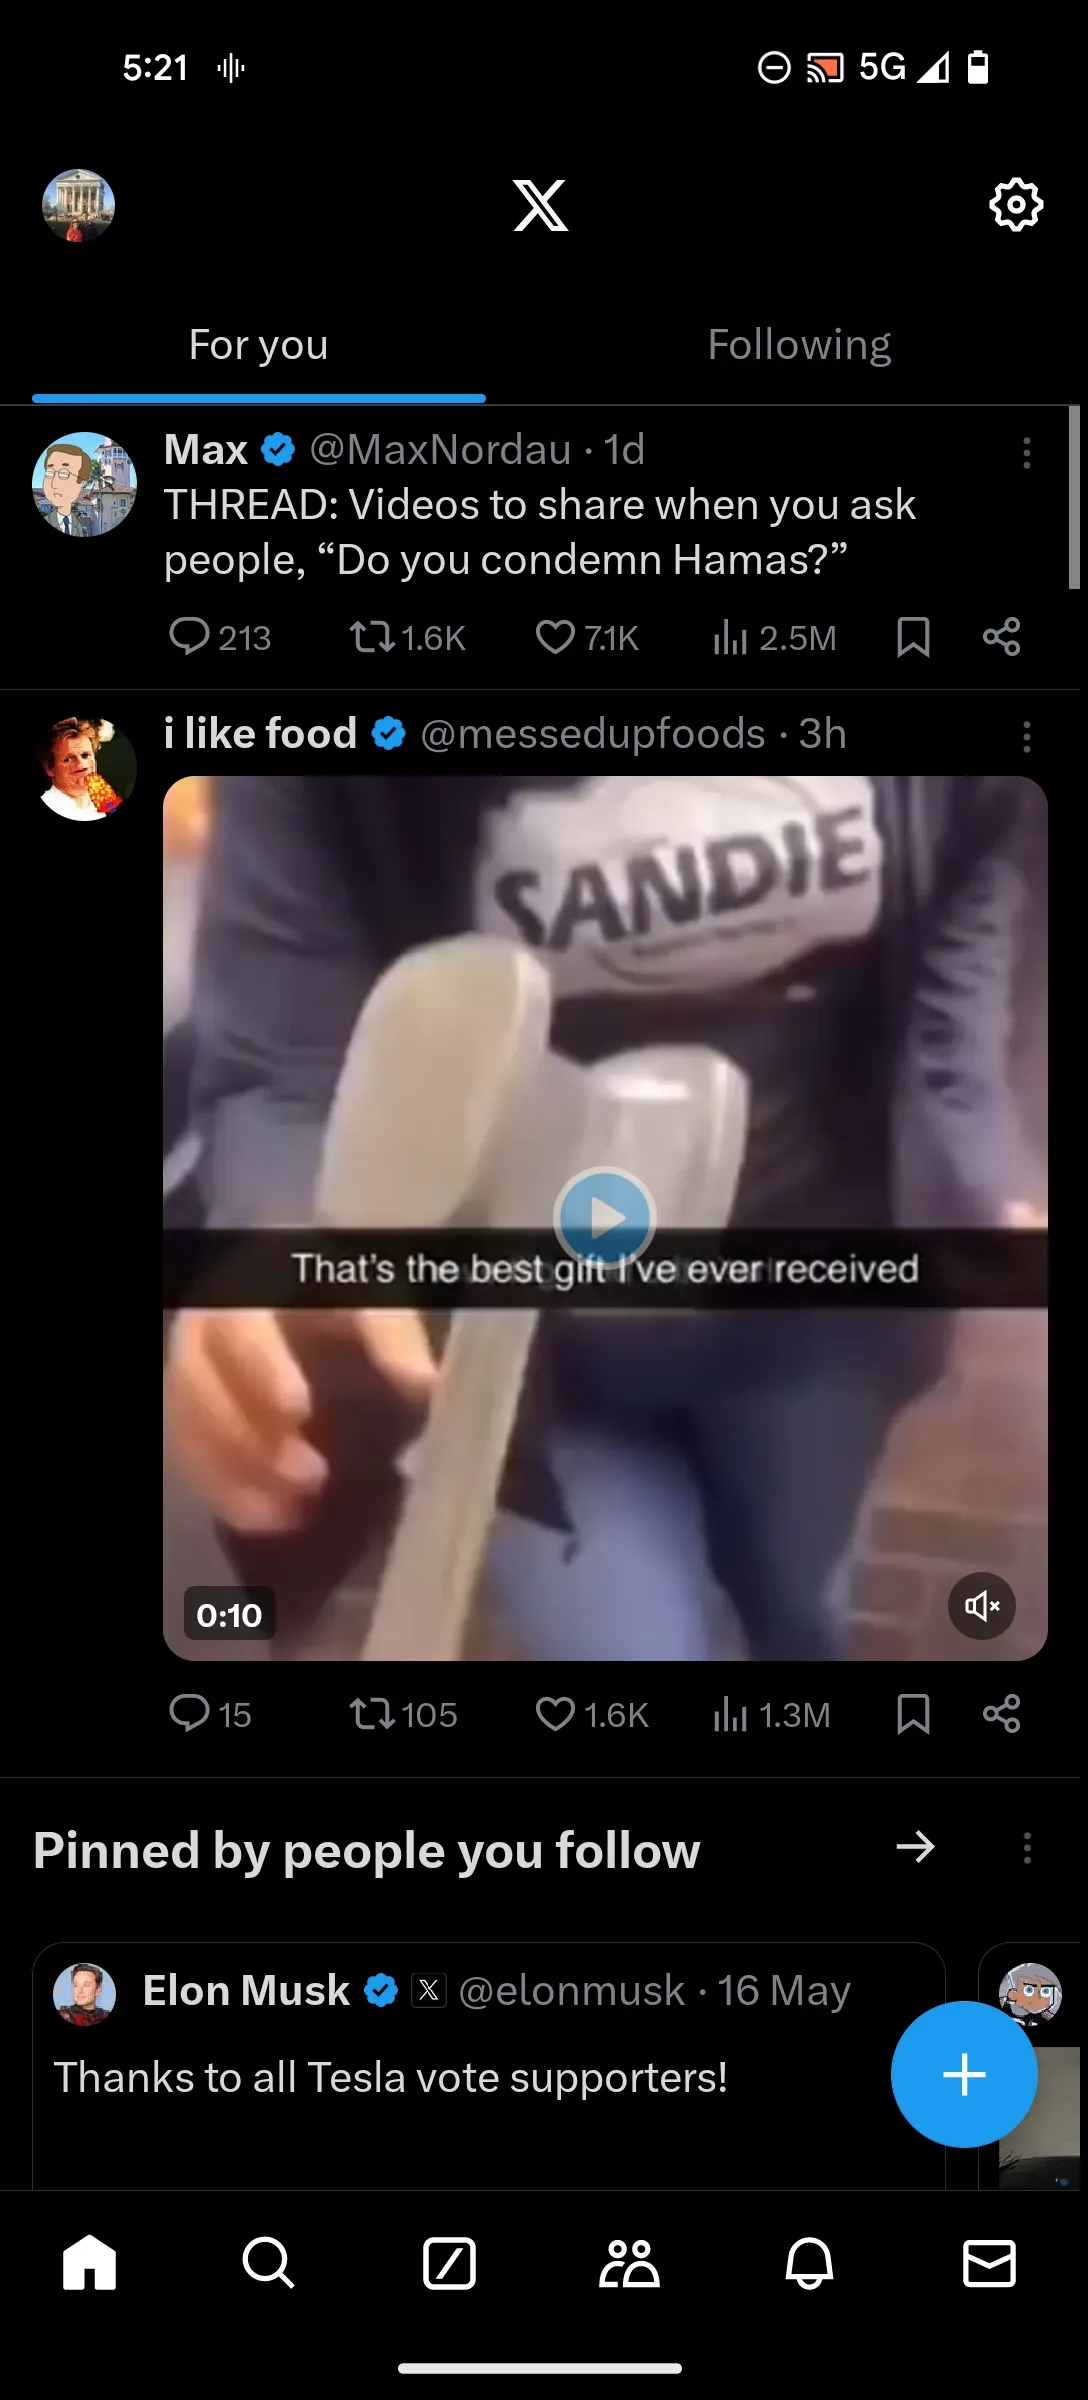 5:21 5G
X
For you Following
Max @MaxNordau · 1d
THREAD: Videos to share when you ask
people, “Do you condemn Hamas?”
213 1.6K 7.1K 2.5M
i like food @messedupfoods · 3h
SANDIE
That's the best gift I've ever received
0:10
15 105 1.6K 1.3M
Pinned by people you follow
Elon Musk X @elonmusk · 16 May
Thanks to all Tesla vote supporters!